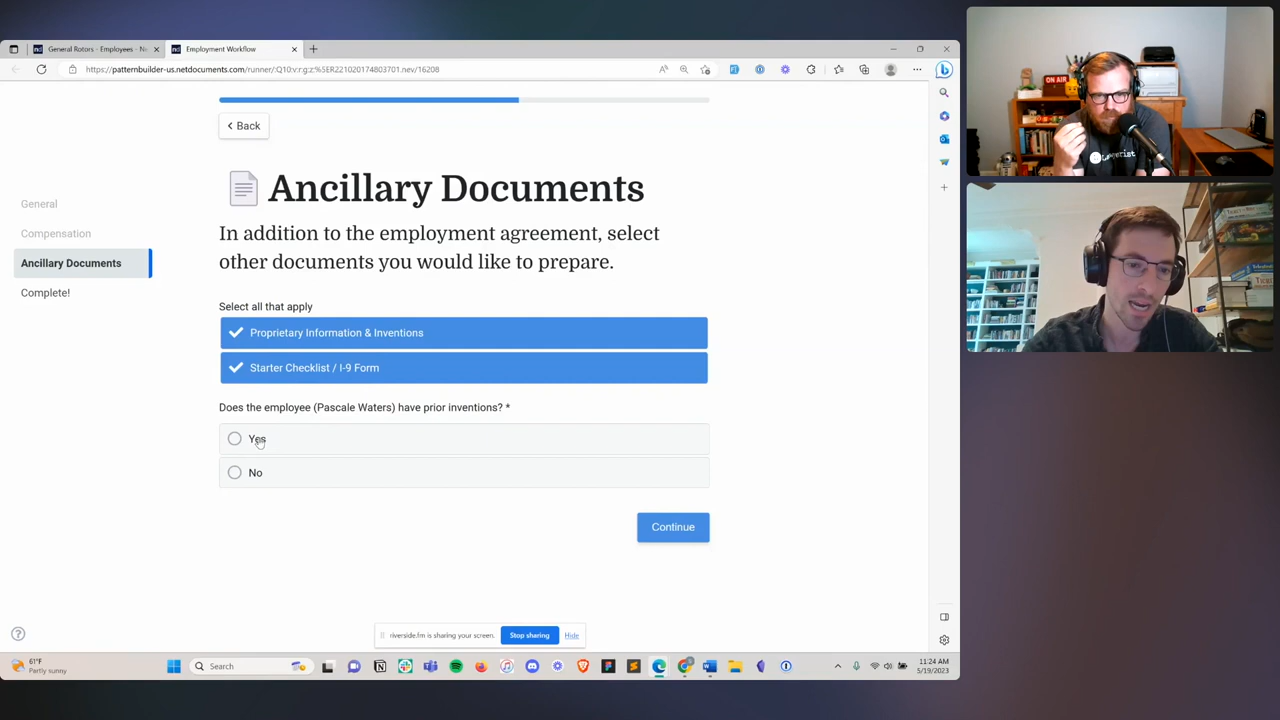 General Rotors - Employees - N
Employment Workflow
https://patternbuilder-us.netdocuments.com/runner/:Q10:v:r:g:z:%5ER221020174803701.nev/16208
Back
Ancillary Documents
In addition to the employment agreement, select
other documents you would like to prepare.
General
Compensation
Ancillary Documents
Complete!
Select all that apply
Proprietary Information & Inventions
Starter Checklist / I-9 Form
Does the employee (Pascale Waters) have prior inventions? *
Yes
No
Continue
riverside.fm is sharing your screen.
Stop sharing
Hide
61°F
Partly sunny
Search
11:24 AM
5/19/2023
ON AIR